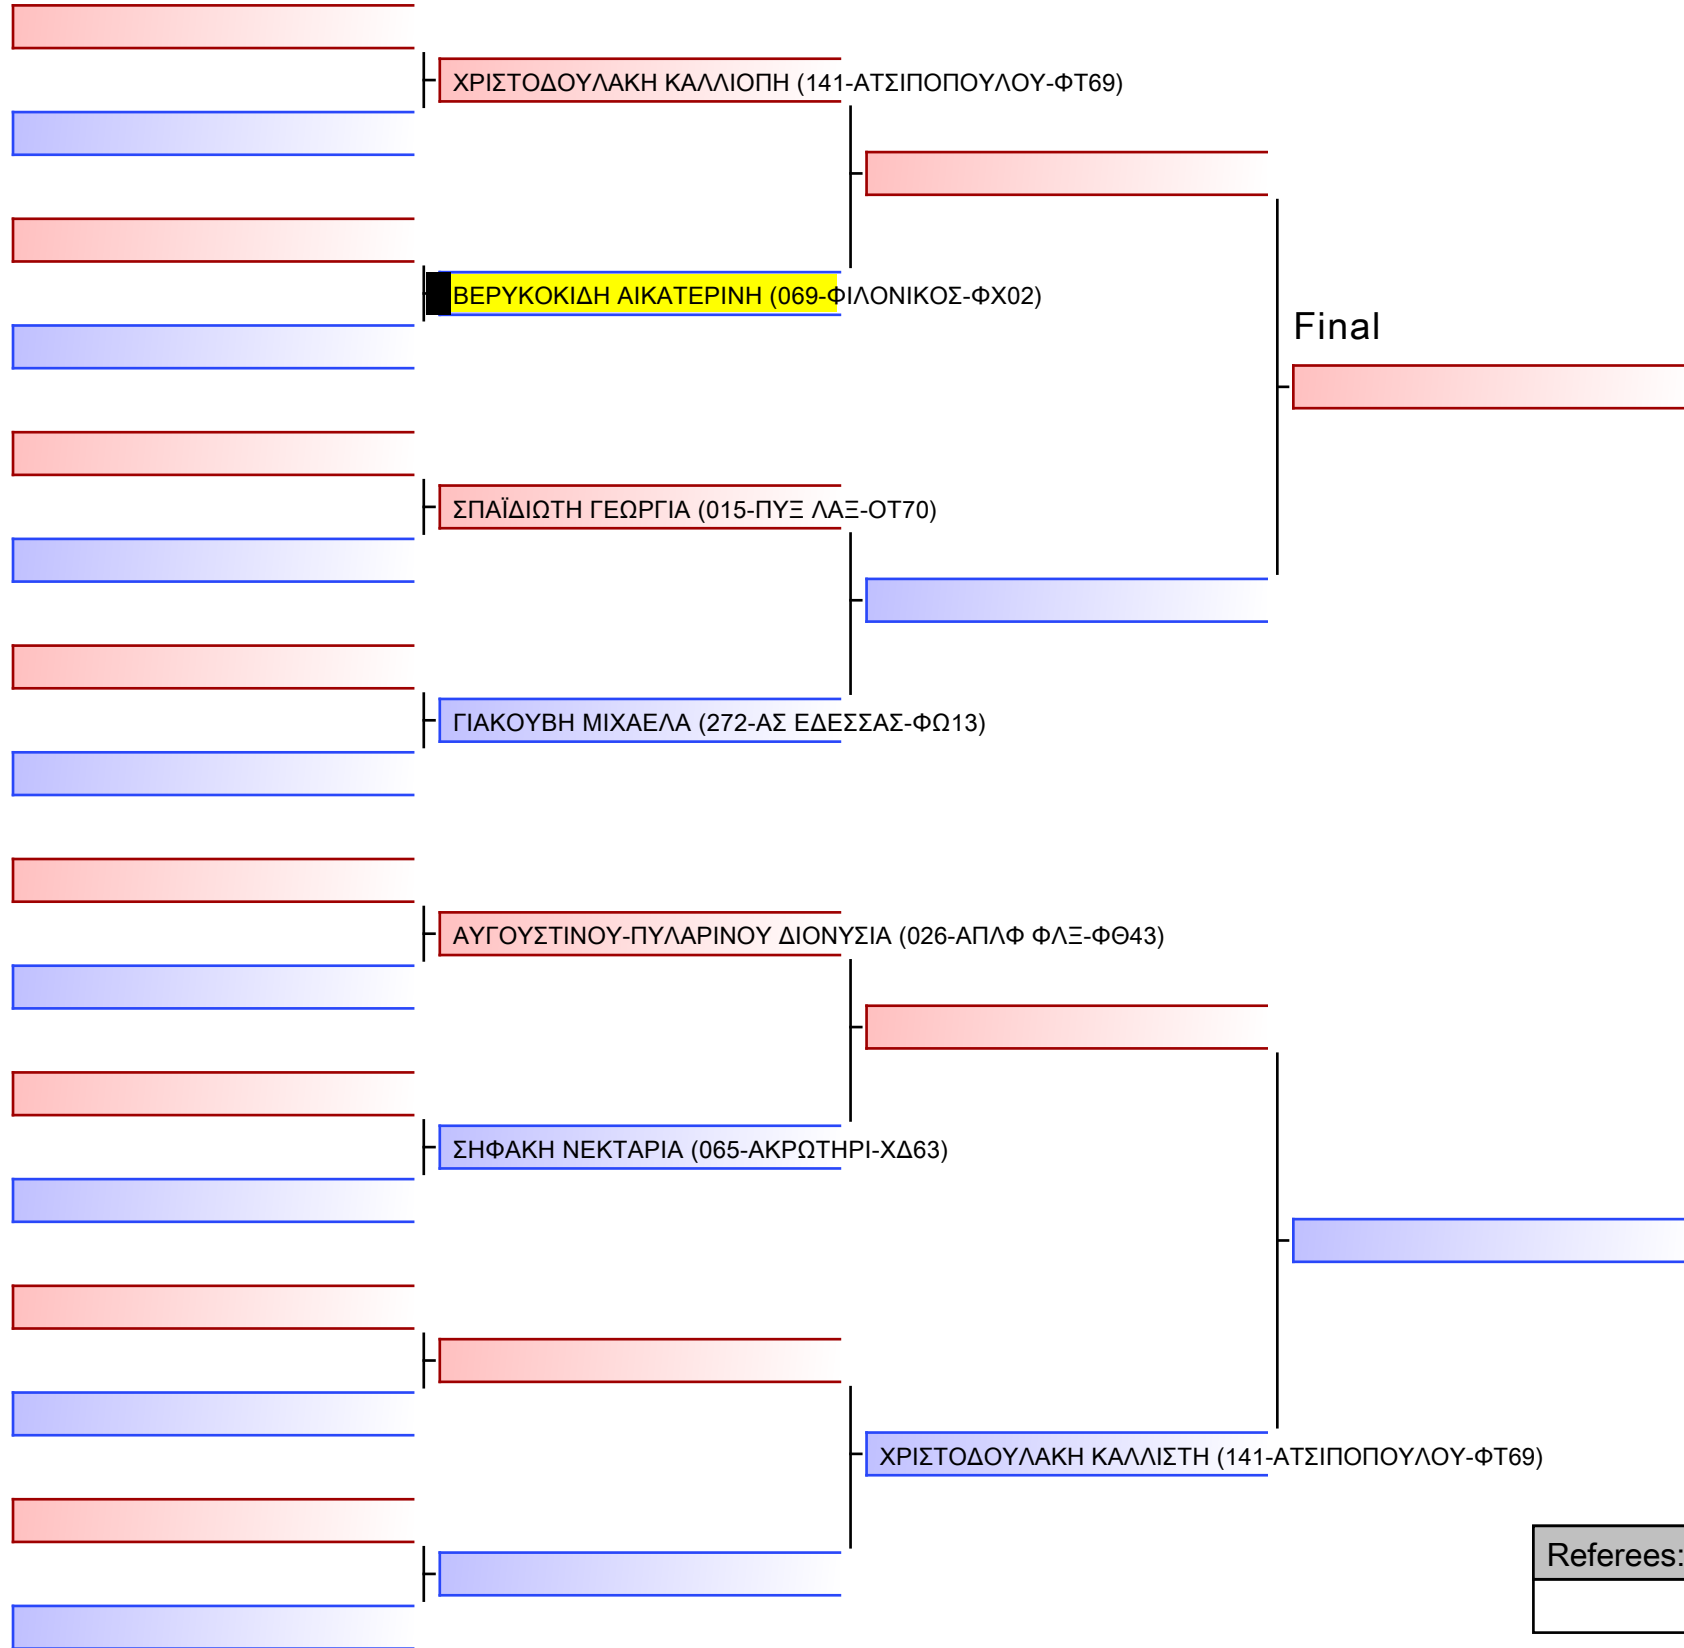 ΧΡΙΣΤΟΔΟΥΛΑΚΗ ΚΑΛΛΙΟΠΗ (141-ΑΤΣΙΠΟΠΟΥΛΟΥ-ΦΤ69)
ΒΕΡΥΚΟΚΙΔΗ ΑΙΚΑΤΕΡΙΝΗ (069-ΦΙΛΟΝΙΚΟΣ-ΦΧ02)
Final
ΣΠΑΪΔΙΩΤΗ ΓΕΩΡΓΙΑ (015-ΠΥΞ ΛΑΞ-ΟΤ70)
ΓΙΑΚΟΥΒΗ ΜΙΧΑΕΛΑ (272-ΑΣ ΕΔΕΣΣΑΣ-ΦΩ13)
ΑΥΓΟΥΣΤΙΝΟΥ-ΠΥΛΑΡΙΝΟΥ ΔΙΟΝΥΣΙΑ (026-ΑΠΛΦ ΦΛΞ-ΦΘ43)
ΣΗΦΑΚΗ ΝΕΚΤΑΡΙΑ (065-ΑΚΡΩΤΗΡΙ-ΧΔ63)
ΧΡΙΣΤΟΔΟΥΛΑΚΗ ΚΑΛΛΙΣΤΗ (141-ΑΤΣΙΠΟΠΟΥΛΟΥ-ΦΤ69)
Referees: